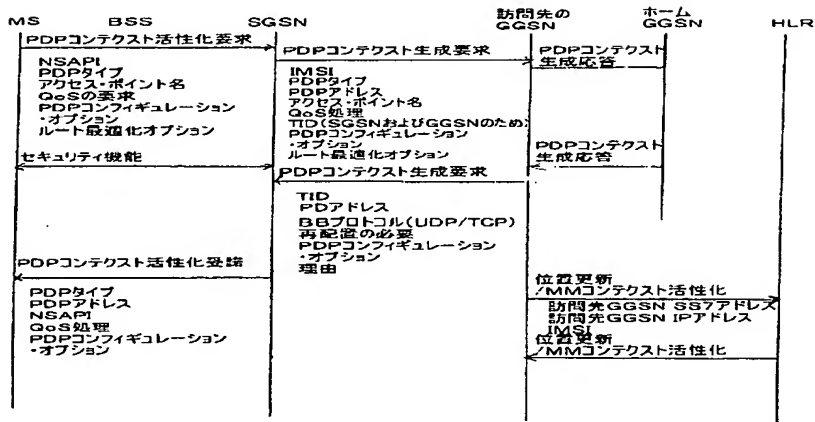 MS
BSS
SGSN
訪問先の
GGSN
ホーム
GGSN
HLR
PDPコンテクスト活性化要求
NSAPI
PDPタイプ
アクセス・ポイント名
QoSの要求
PDPコンフィギュレーション
・オプション
ルート最適化オプション
PDPコンテクスト生成要求
IMSI
PDPタイプ
PDPアドレス
アクセス・ポイント名
QoS処理
TID(SGSNおよびGGSNのため)
PDPコンフィギュレーション
・オプション
ルート最適化オプション
PDPコンテクスト
生成応答
セキュリティ機能
PDPコンテクスト
生成応答
PDPコンテクスト生成要求
TID
PDアドレス
BBプロトコル(UDP/TCP)
再配置の必要
PDPコンフィギュレーション
・オプション
理由
PDPコンテクスト活性化受諾
PDPタイプ
PDPアドレス
NSAPI
QoS処理
PDPコンフィギュレーション
・オプション
位置更新
/MMコンテクスト活性化
訪問先GGSN SS7アドレス
訪問先GGSN IPアドレス
IMSI
位置更新
/MMコンテクスト活性化